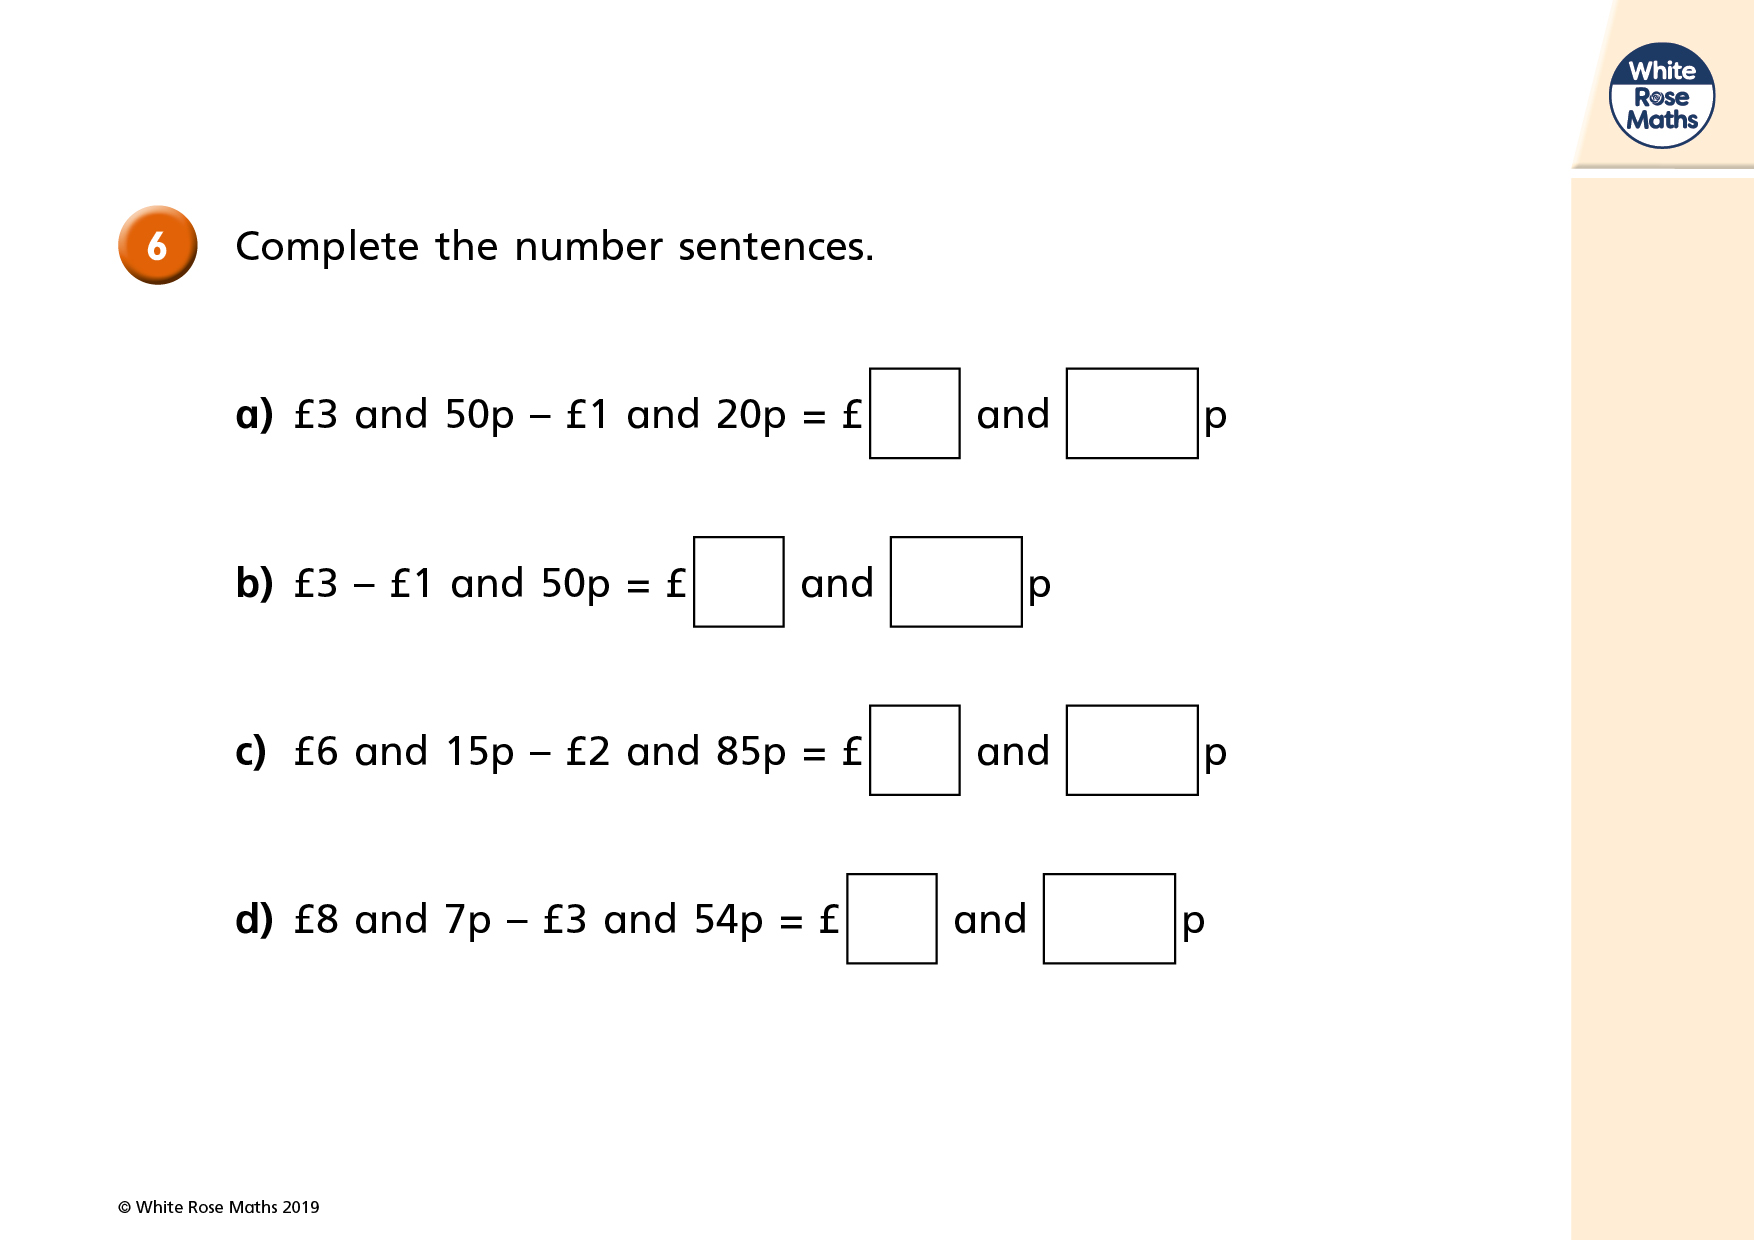 White
Rose
Maths
6 Complete the number sentences.
a) £3 and 50p – £1 and 20p = £ and p
b) £3 – £1 and 50p = £ and p
c) £6 and 15p – £2 and 85p = £ and p
d) £8 and 7p – £3 and 54p = £ and p
© White Rose Maths 2019